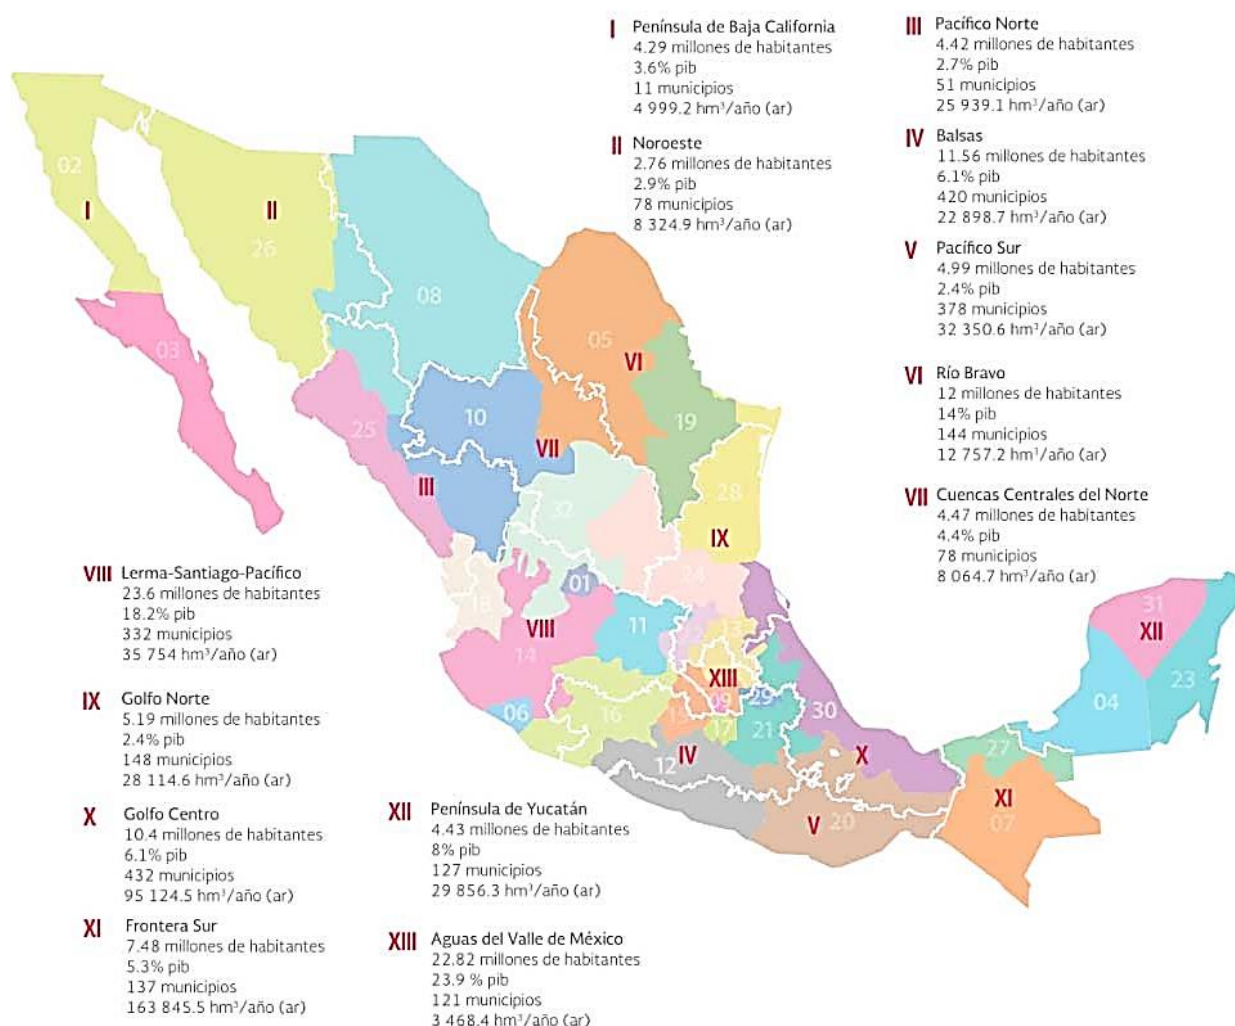 I Península de Baja California
4.29 millones de habitantes
3.6% pib
11 municipios
4 999.2 hm³/año (ar)
II Noroeste
2.76 millones de habitantes
2.9% pib
78 municipios
8 324.9 hm³/año (ar)
III Pacífico Norte
4.42 millones de habitantes
2.7% pib
51 municipios
25 939.1 hm³/año (ar)
IV Balsas
11.56 millones de habitantes
6.1% pib
420 municipios
22 898.7 hm³/año (ar)
V Pacífico Sur
4.99 millones de habitantes
2.4% pib
378 municipios
32 350.6 hm³/año (ar)
VI Río Bravo
12 millones de habitantes
14% pib
144 municipios
12 757.2 hm³/año (ar)
VII Cuencas Centrales del Norte
4.47 millones de habitantes
4.4% pib
78 municipios
8 064.7 hm³/año (ar)
VIII Lerma-Santiago-Pacífico
23.6 millones de habitantes
18.2% pib
332 municipios
35 754 hm³/año (ar)
IX Golfo Norte
5.19 millones de habitantes
2.4% pib
148 municipios
28 114.6 hm³/año (ar)
X Golfo Centro
10.4 millones de habitantes
6.1% pib
432 municipios
95 124.5 hm³/año (ar)
XI Frontera Sur
7.48 millones de habitantes
5.3% pib
137 municipios
163 845.5 hm³/año (ar)
XII Península de Yucatán
4.43 millones de habitantes
8% pib
127 municipios
29 856.3 hm³/año (ar)
XIII Aguas del Valle de México
22.82 millones de habitantes
23.9 % pib
121 municipios
3 468.4 hm³/año (ar)
02
I
II
26
08
03
05
VI
25
10
19
VII
III
28
32
IX
24
01
18
VIII
11
13
14
XIII
31
XII
23
04
06
16
15
09
29
17
21
30
IV
12
X
27
XI
07
V
20